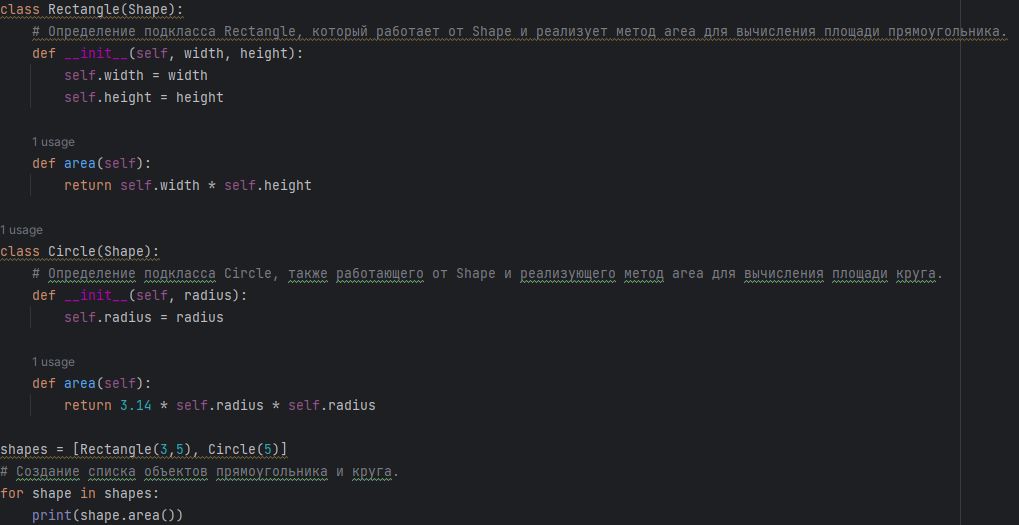 class Rectangle(Shape):
    # Определение подкласса Rectangle, который работает от Shape и реализует метод area для вычисления площади прямоугольника.
    def __init__(self, width, height):
        self.width = width
        self.height = height
    1 usage
    def area(self):
        return self.width * self.height
1 usage
class Circle(Shape):
    # Определение подкласса Circle, также работающего от Shape и реализующего метод area для вычисления площади круга.
    def __init__(self, radius):
        self.radius = radius
    1 usage
    def area(self):
        return 3.14 * self.radius * self.radius
shapes = [Rectangle(3,5), Circle(5)]
# Создание списка объектов прямоугольника и круга.
for shape in shapes:
    print(shape.area())